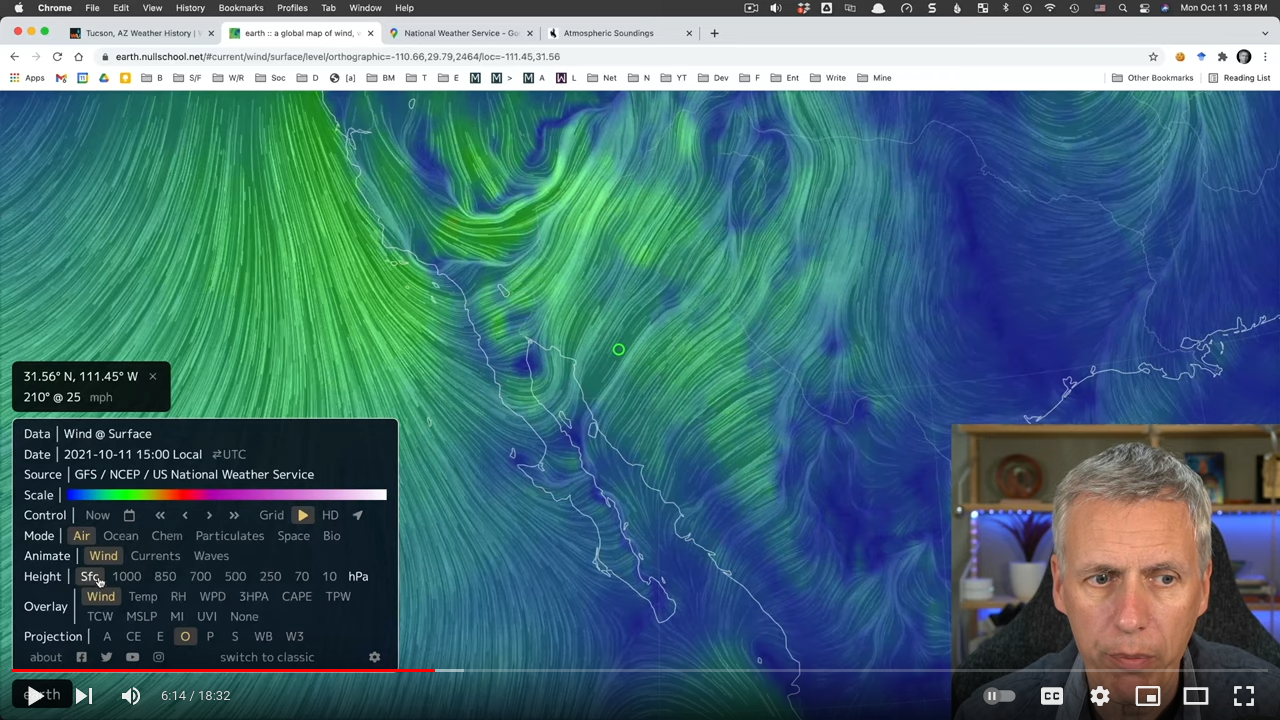 Chrome File Edit View History Bookmarks Profiles Tab Window Help Mon Oct 11 3:18 PM
Tucson, AZ Weather History | earth :: a global map of wind, National Weather Service - Go Atmospheric Soundings
earth.nullschool.net/#current/wind/surface/level/orthographic=-110.66,29.79,2464/loc=-111.45,31.56
Apps B S/F W/R Soc D [a] BM T E M M > M A L Net N YT Dev F Ent Write Mine Other Bookmarks Reading List
31.56° N, 111.45° W ×
210° @ 25 mph
Data | Wind @ Surface
Date | 2021-10-11 15:00 Local ⇄UTC
Source | GFS / NCEP / US National Weather Service
Scale |
Control | Now Grid HD
Mode | Air Ocean Chem Particulates Space Bio
Animate | Wind Currents Waves
Height | Sfc 1000 850 700 500 250 70 10 hPa
Overlay | Wind Temp RH WPD 3HPA CAPE TPW
TCW MSLP MI UVI None
Projection | A CE E O P S WB W3
about switch to classic
earth 6:14 / 18:32 CC